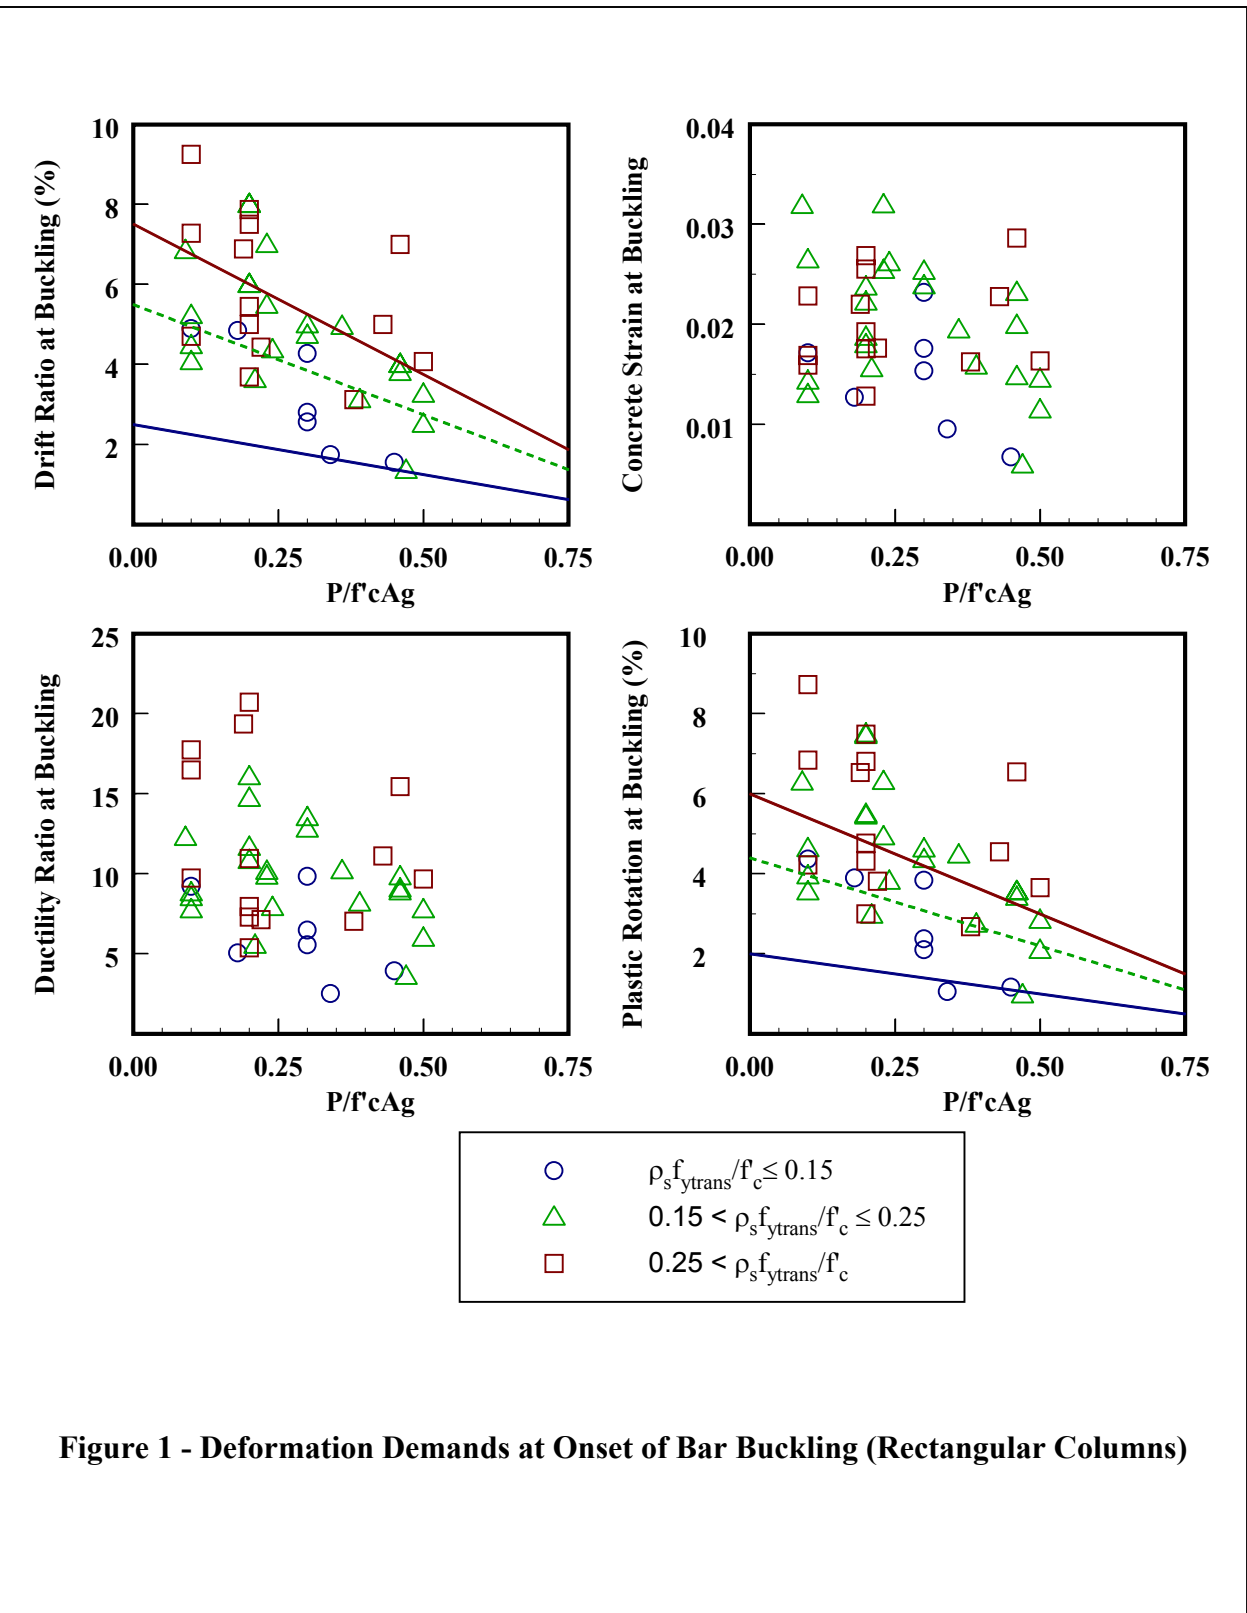 10
8
6
4
2
Drift Ratio at Buckling (%)
0.00 0.25 0.50 0.75
P/f'cAg
0.04
0.03
0.02
0.01
Concrete Strain at Buckling
0.00 0.25 0.50 0.75
P/f'cAg
25
20
15
10
5
Ductility Ratio at Buckling
0.00 0.25 0.50 0.75
P/f'cAg
10
8
6
4
2
Plastic Rotation at Buckling (%)
0.00 0.25 0.50 0.75
P/f'cAg
ρsfytrans/f'c≤ 0.15
0.15 < ρsfytrans/f'c ≤ 0.25
0.25 < ρsfytrans/f'c
Figure 1 - Deformation Demands at Onset of Bar Buckling (Rectangular Columns)